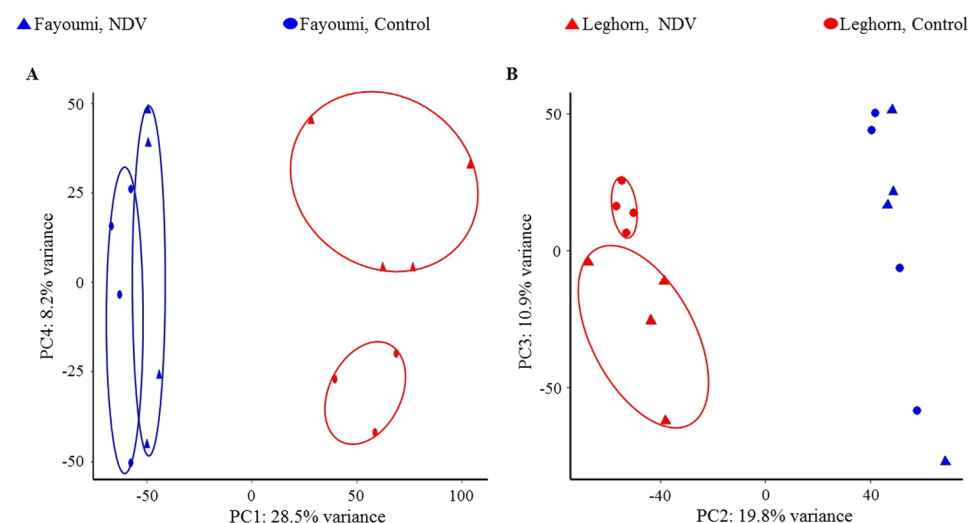 Fayoumi, NDV Fayoumi, Control Leghorn, NDV Leghorn, Control
A B
PC4: 8.2% variance
50
25
0
-25
-50
-50 0 50 100
PC1: 28.5% variance
PC3: 10.9% variance
50
0
-50
-40 0 40
PC2: 19.8% variance